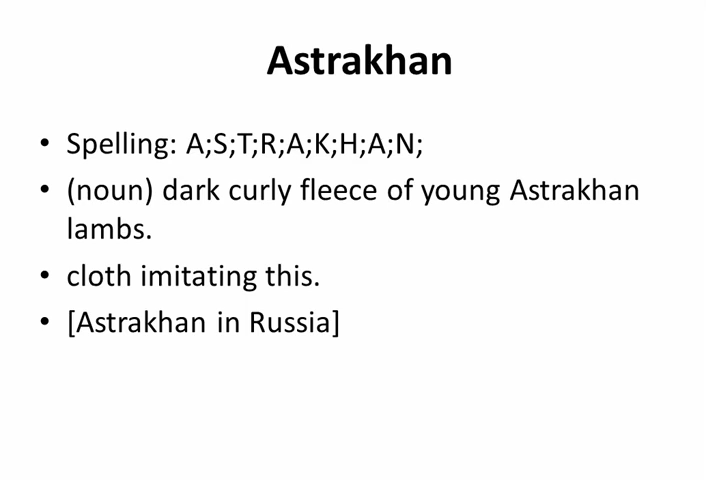 Astrakhan
• Spelling: A;S;T;R;A;K;H;A;N;
• (noun) dark curly fleece of young Astrakhan
lambs.
• cloth imitating this.
• [Astrakhan in Russia]